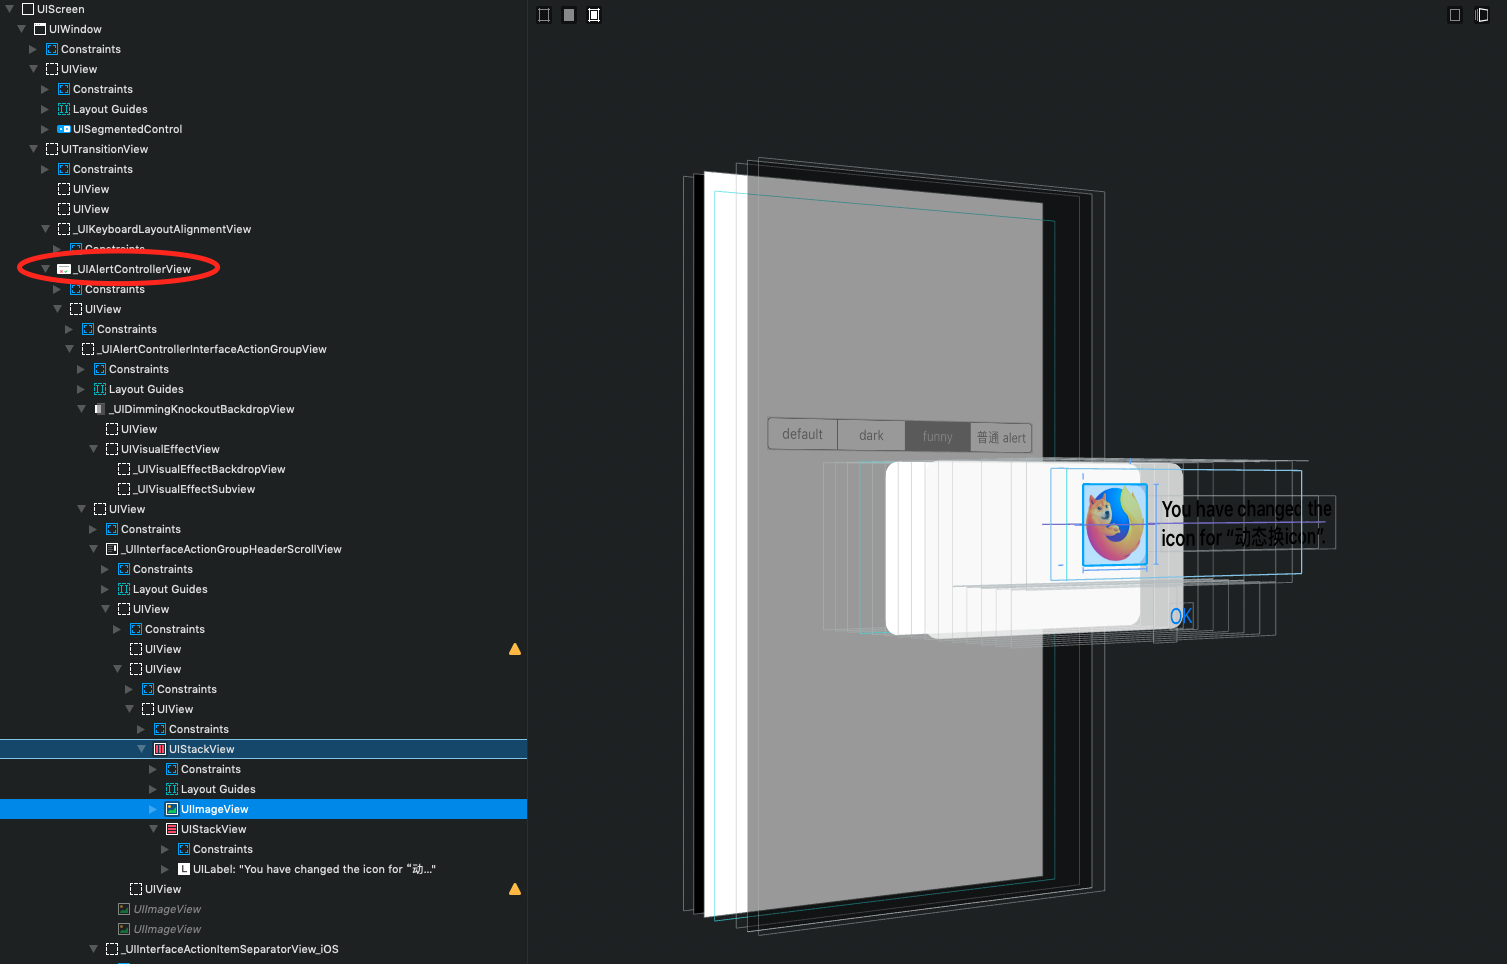 UIScreen
UIWindow
Constraints
UIView
Constraints
Layout Guides
UISegmentedControl
UITransitionView
Constraints
UIView
UIView
_UIKeyboardLayoutAlignmentView
Constraints
_UIAlertControllerView
Constraints
UIView
Constraints
_UIAlertControllerInterfaceActionGroupView
Constraints
Layout Guides
_UIDimmingKnockoutBackdropView
UIView
UIVisualEffectView
_UIVisualEffectBackdropView
_UIVisualEffectSubview
UIView
Constraints
_UIInterfaceActionGroupHeaderScrollView
Constraints
Layout Guides
UIView
Constraints
UIView
UIView
Constraints
UIView
Constraints
UIStackView
Constraints
Layout Guides
UIImageView
UIStackView
Constraints
L UILabel: "You have changed the icon for “动..."
UIView
UIImageView
UIImageView
_UIInterfaceActionItemSeparatorView_iOS
default dark funny 普通 alert
You have changed the
icon for “动态换icon”.
OK